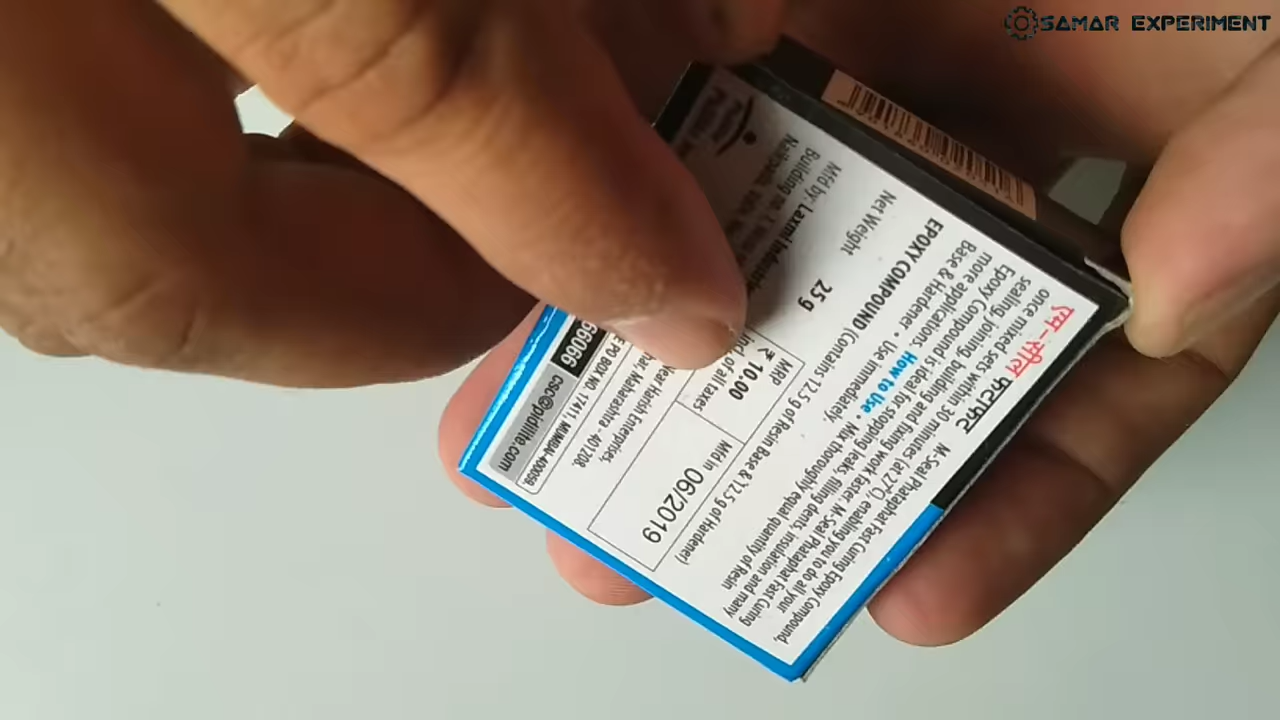 SAMAR EXPERIMENT
एम-सील फटाफट M-Seal Phataphat Fast Curing Epoxy Compound,
once mixed sets within 30 minutes (at 27°C), enabling you to do all your
sealing, joining, building and fixing work faster. M-Seal Phataphat Fast Curing
Epoxy Compound is ideal for stopping leaks, filling dents, insulation and many
more applications. How to Use • Mix thoroughly equal quantity of Resin
Base & Hardener • Use immediately.
EPOXY COMPOUND (Contains 12.5 g of Resin Base & 12.5 g of Hardener)
Net Weight 25 g
MRP
₹ 10.00
incl of all taxes
Mfd in 06/2019
Mfd by: Laxmi
Building no.
Near Harish Enterprises,
Maharashtra - 401208.
PO BOX NO. 17411, MUMBAI-400059.
66066
csc@pidilite.com